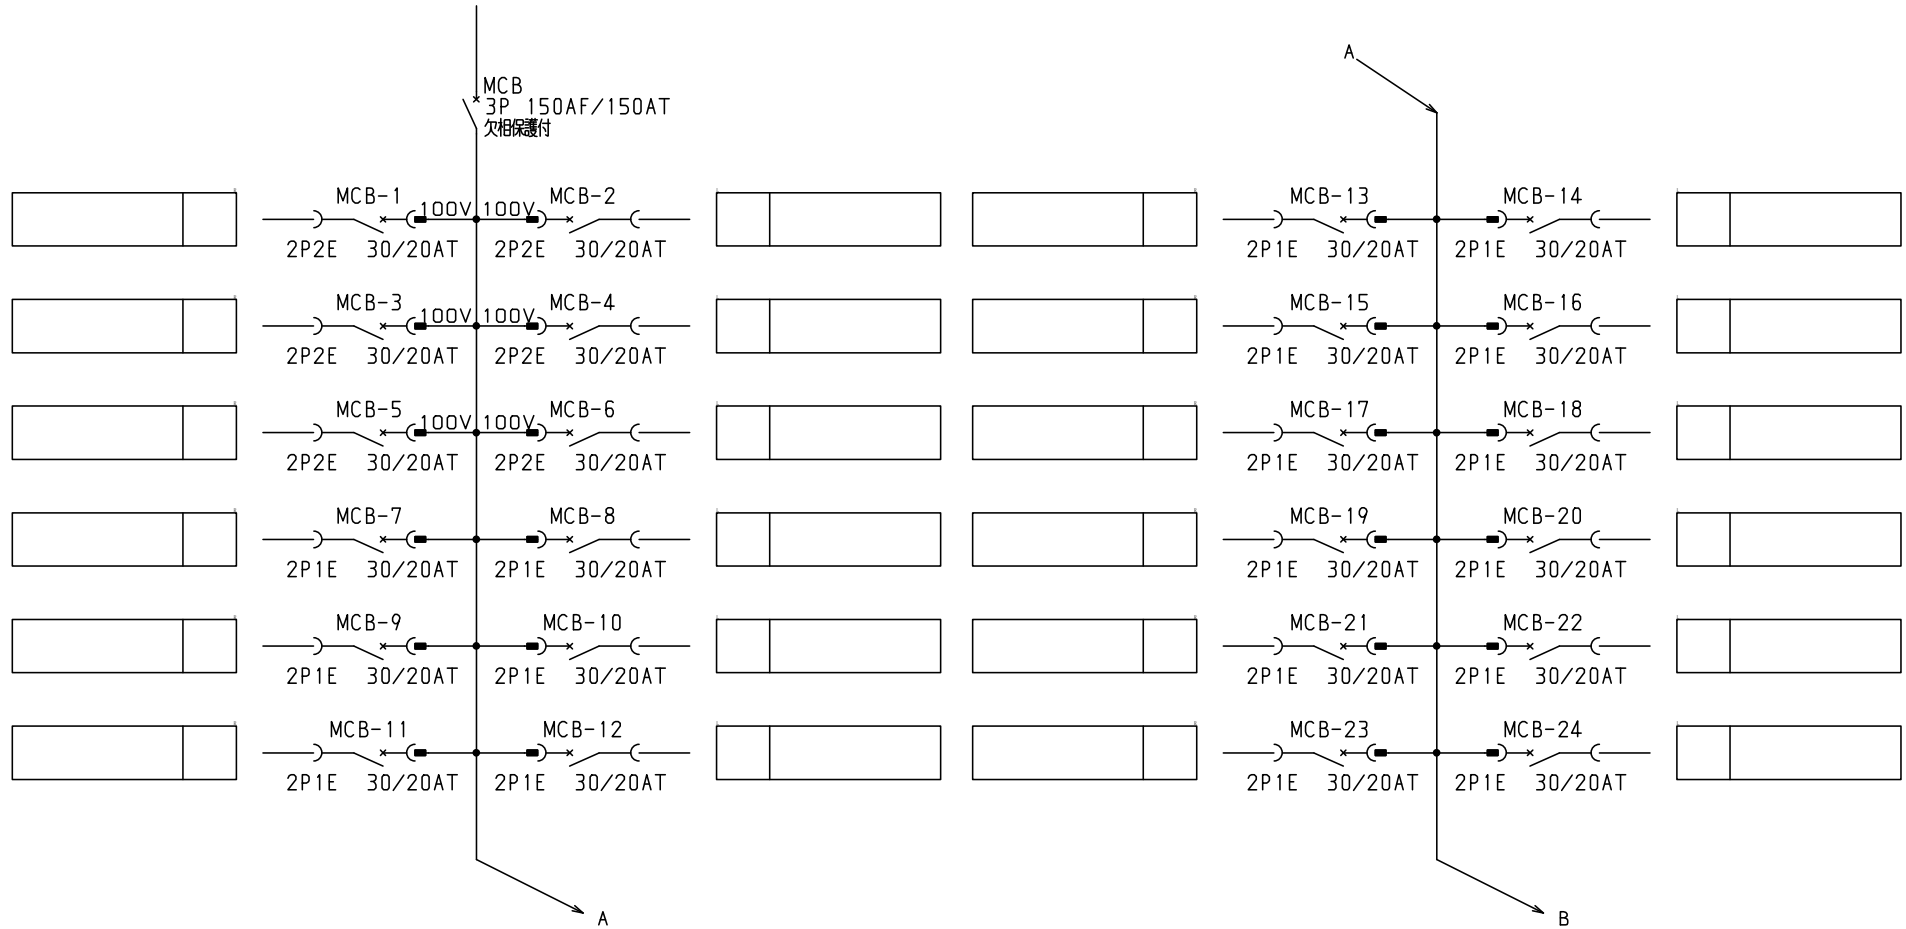 MCB
3P 150AF/150AT
欠相保護付
MCB-1 100V 100V MCB-2
2P2E 30/20AT 2P2E 30/20AT
MCB-3 100V 100V MCB-4
2P2E 30/20AT 2P2E 30/20AT
MCB-5 100V 100V MCB-6
2P2E 30/20AT 2P2E 30/20AT
MCB-7 MCB-8
2P1E 30/20AT 2P1E 30/20AT
MCB-9 MCB-10
2P1E 30/20AT 2P1E 30/20AT
MCB-11 MCB-12
2P1E 30/20AT 2P1E 30/20AT
A
A
MCB-13 MCB-14
2P1E 30/20AT 2P1E 30/20AT
MCB-15 MCB-16
2P1E 30/20AT 2P1E 30/20AT
MCB-17 MCB-18
2P1E 30/20AT 2P1E 30/20AT
MCB-19 MCB-20
2P1E 30/20AT 2P1E 30/20AT
MCB-21 MCB-22
2P1E 30/20AT 2P1E 30/20AT
MCB-23 MCB-24
2P1E 30/20AT 2P1E 30/20AT
B